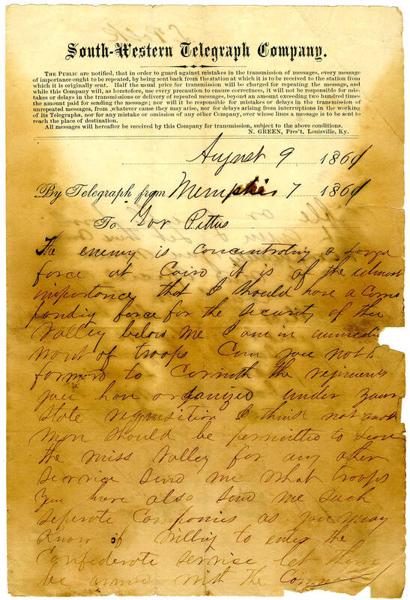 South-Western Telegraph Company.
THE PUBLIC are notified, that in order to guard against mistakes in the transmission of messages, every message
of importance ought to be repeated, by being sent back from the station at which it is to be received to the station from
which it is originally sent. Half the usual price for transmission will be charged for repeating the message, and
while this Company will, as heretofore, use every precaution to ensure correctness, it will not be responsible for mis-
takes or delays in the transmission or delivery of repeated messages, beyond an amount exceeding two hundred times
the amount paid for sending the message; nor will it be responsible for mistakes or delays in the transmission of
unrepeated messages, from whatever cause they may arise, nor for delays arising from interruptions in the working
of its Telegraphs, nor for any mistake or omission of any other Company, over whose lines a message is to be sent to
reach the place of destination.
All messages hereafter be received by this Company for transmission, subject to the above conditions.
N. GREEN, Pres't, Louisville, Ky.
August 9 1861
By Telegraph from Memphis 7 1861
To Gov Pettus
The enemy is concentrating a large
force at Cairo it is of the utmost
importance that I should have a Corres
ponding force for the security of the
Valley below me I am in immediate
want of troops Can you not
forward to Corinth the regiments
you have organized under your
State requisition I think not
men should be permitted to leave
the Miss Valley for any other
service Send me what troops
You have also send me such
seperate Companies as you may
Know if willing to enter the
Confederate service let them
be armed with the